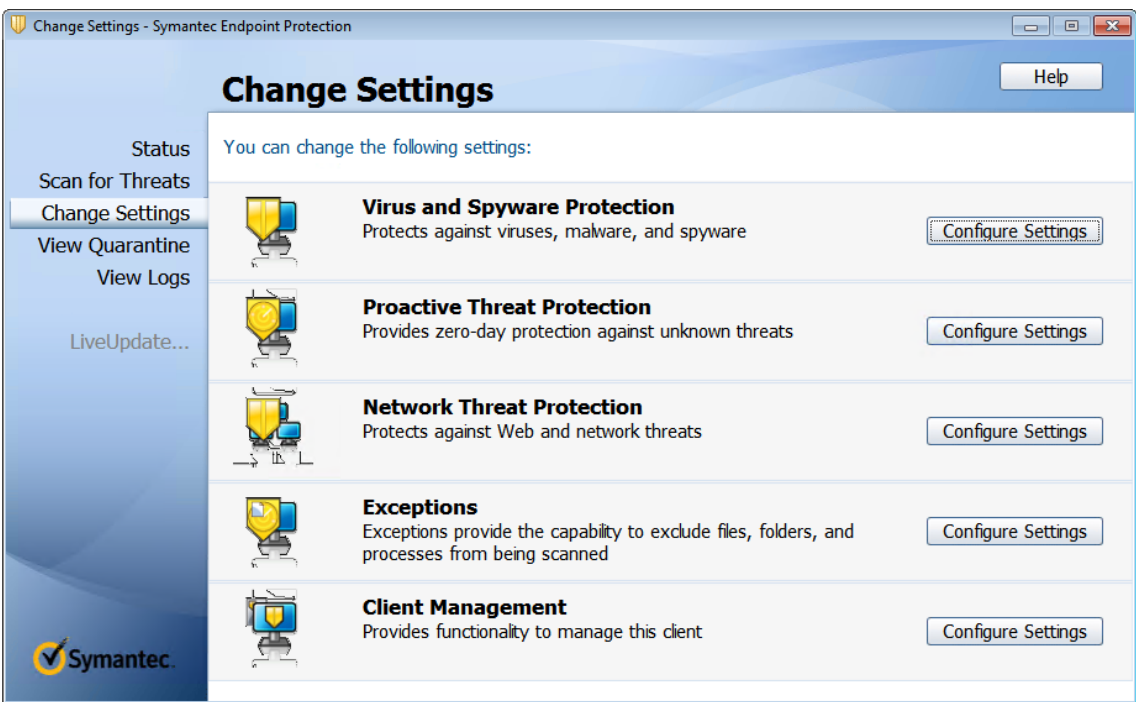 Change Settings - Symantec Endpoint Protection
Change Settings
Help
Status
Scan for Threats
Change Settings
View Quarantine
View Logs
LiveUpdate...
Symantec.
You can change the following settings:
Virus and Spyware Protection
Protects against viruses, malware, and spyware
Configure Settings
Proactive Threat Protection
Provides zero-day protection against unknown threats
Configure Settings
Network Threat Protection
Protects against Web and network threats
Configure Settings
Exceptions
Exceptions provide the capability to exclude files, folders, and
processes from being scanned
Configure Settings
Client Management
Provides functionality to manage this client
Configure Settings